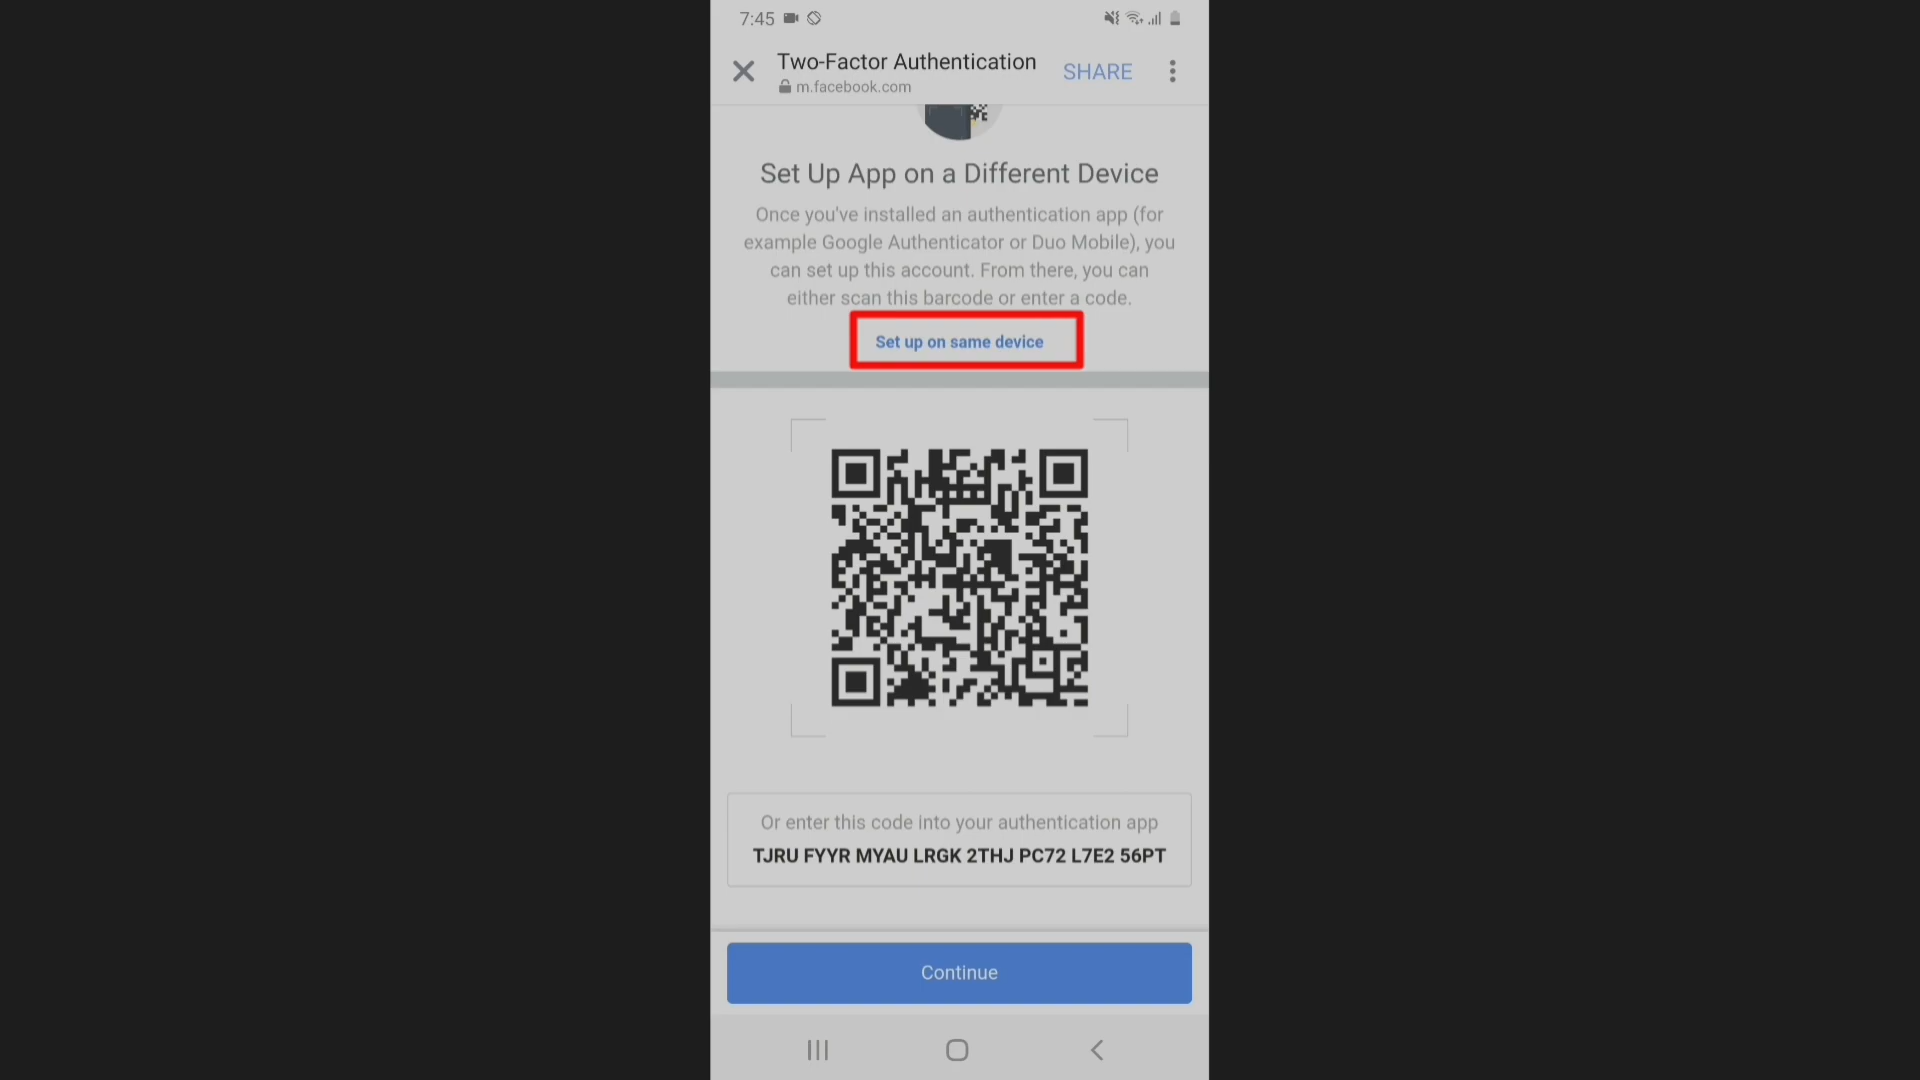 7:45
Two-Factor Authentication
SHARE
m.facebook.com
Set Up App on a Different Device
Once you've installed an authentication app (for
example Google Authenticator or Duo Mobile), you
can set up this account. From there, you can
either scan this barcode or enter a code.
Set up on same device
Or enter this code into your authentication app
TJRU FYYR MYAU LRGK 2THJ PC72 L7E2 56PT
Continue